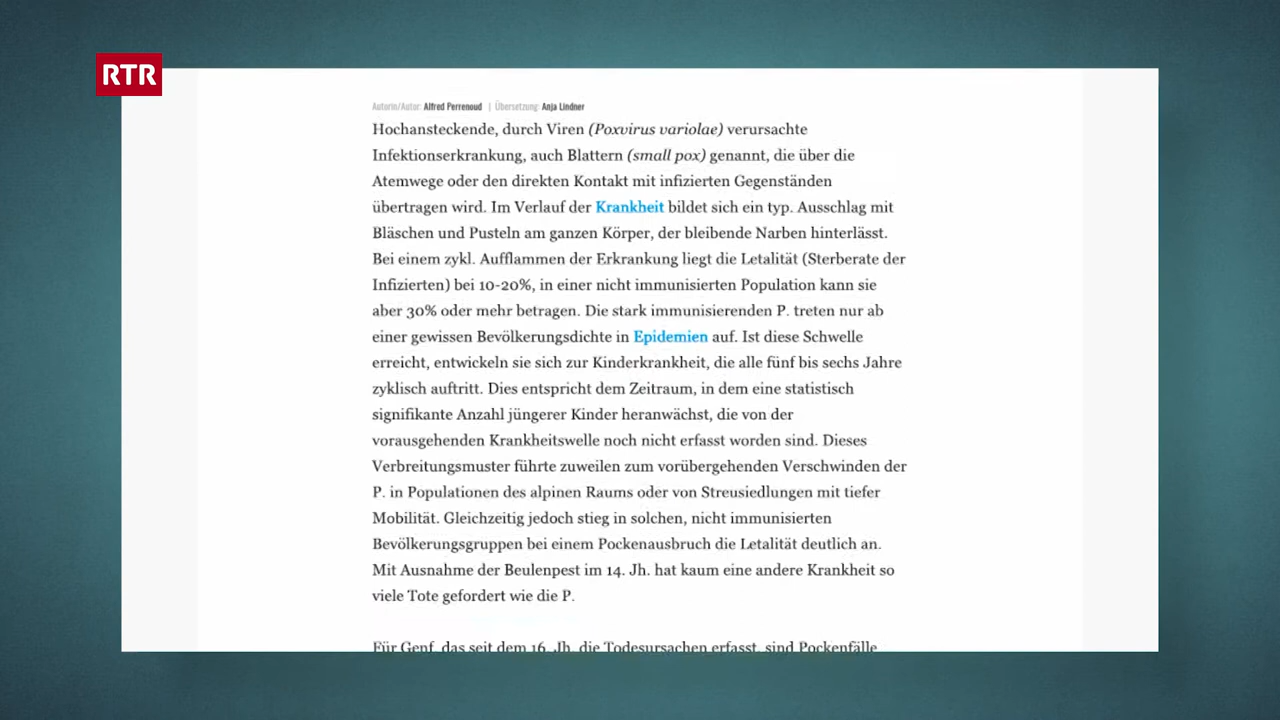 RTR
Autorin/Autor: Alfred Perrenoud | Übersetzung: Anja Lindner
Hochansteckende, durch Viren (Poxvirus variolae) verursachte
Infektionserkrankung, auch Blattern (small pox) genannt, die über die
Atemwege oder den direkten Kontakt mit infizierten Gegenständen
übertragen wird. Im Verlauf der Krankheit bildet sich ein typ. Ausschlag mit
Bläschen und Pusteln am ganzen Körper, der bleibende Narben hinterlässt.
Bei einem zykl. Aufflammen der Erkrankung liegt die Letalität (Sterberate der
Infizierten) bei 10-20%, in einer nicht immunisierten Population kann sie
aber 30% oder mehr betragen. Die stark immunisierenden P. treten nur ab
einer gewissen Bevölkerungsdichte in Epidemien auf. Ist diese Schwelle
erreicht, entwickeln sie sich zur Kinderkrankheit, die alle fünf bis sechs Jahre
zyklisch auftritt. Dies entspricht dem Zeitraum, in dem eine statistisch
signifikante Anzahl jüngerer Kinder heranwächst, die von der
vorausgehenden Krankheitswelle noch nicht erfasst worden sind. Dieses
Verbreitungsmuster führte zuweilen zum vorübergehenden Verschwinden der
P. in Populationen des alpinen Raums oder von Streusiedlungen mit tiefer
Mobilität. Gleichzeitig jedoch stieg in solchen, nicht immunisierten
Bevölkerungsgruppen bei einem Pockenausbruch die Letalität deutlich an.
Mit Ausnahme der Beulenpest im 14. Jh. hat kaum eine andere Krankheit so
viele Tote gefordert wie die P.
Für Genf, das seit dem 16. Jh. die Todesursachen erfasst, sind Pockenfälle